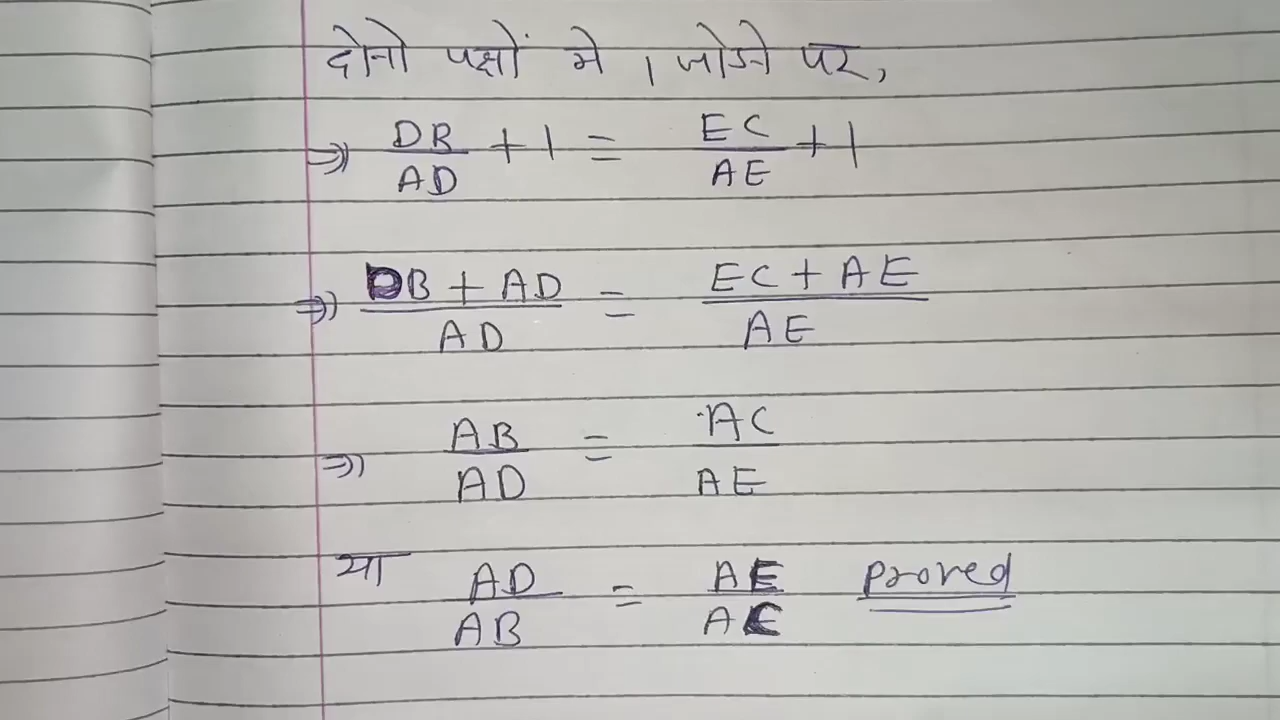 दोनो पक्षों मे 1 जोडने पर,
⇒ DB/AD + 1 = EC/AE + 1
⇒ DB + AD/AD = EC + AE/AE
⇒ AB/AD = AC/AE
या AD/AB = AE/AC proved